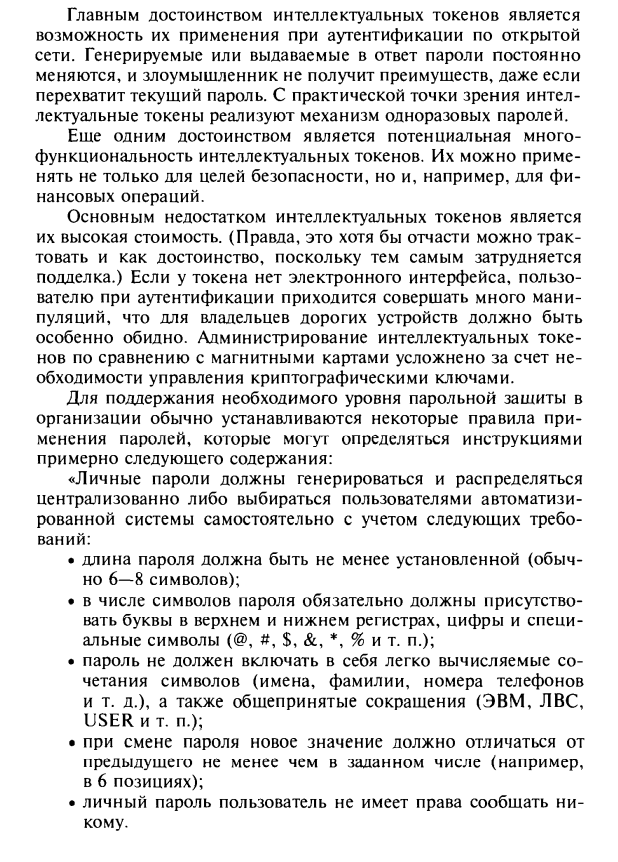 Главным достоинством интеллектуальных токенов является
возможность их применения при аутентификации по открытой
сети. Генерируемые или выдаваемые в ответ пароли постоянно
меняются, и злоумышленник не получит преимуществ, даже если
перехватит текущий пароль. С практической точки зрения интел-
лектуальные токены реализуют механизм одноразовых паролей.
Еще одним достоинством является потенциальная много-
функциональность интеллектуальных токенов. Их можно приме-
нять не только для целей безопасности, но и, например, для фи-
нансовых операций.
Основным недостатком интеллектуальных токенов является
их высокая стоимость. (Правда, это хотя бы отчасти можно трак-
товать и как достоинство, поскольку тем самым затрудняется
подделка.) Если у токена нет электронного интерфейса, пользо-
вателю при аутентификации приходится совершать много мани-
пуляций, что для владельцев дорогих устройств должно быть
особенно обидно. Администрирование интеллектуальных токе-
нов по сравнению с магнитными картами усложнено за счет не-
обходимости управления криптографическими ключами.
Для поддержания необходимого уровня парольной защиты в
организации обычно устанавливаются некоторые правила при-
менения паролей, которые могут определяться инструкциями
примерно следующего содержания:
«Личные пароли должны генерироваться и распределяться
централизованно либо выбираться пользователями автоматизи-
рованной системы самостоятельно с учетом следующих требо-
ваний:
• длина пароля должна быть не менее установленной (обыч-
но 6—8 символов);
• в числе символов пароля обязательно должны присутство-
вать буквы в верхнем и нижнем регистрах, цифры и специ-
альные символы (@, #, $, &, *, % и т. п.);
• пароль не должен включать в себя легко вычисляемые со-
четания символов (имена, фамилии, номера телефонов
и т. д.), а также общепринятые сокращения (ЭВМ, ЛВС,
USER и т. п.);
• при смене пароля новое значение должно отличаться от
предыдущего не менее чем в заданном числе (например,
в 6 позициях);
• личный пароль пользователь не имеет права сообщать ни-
кому.